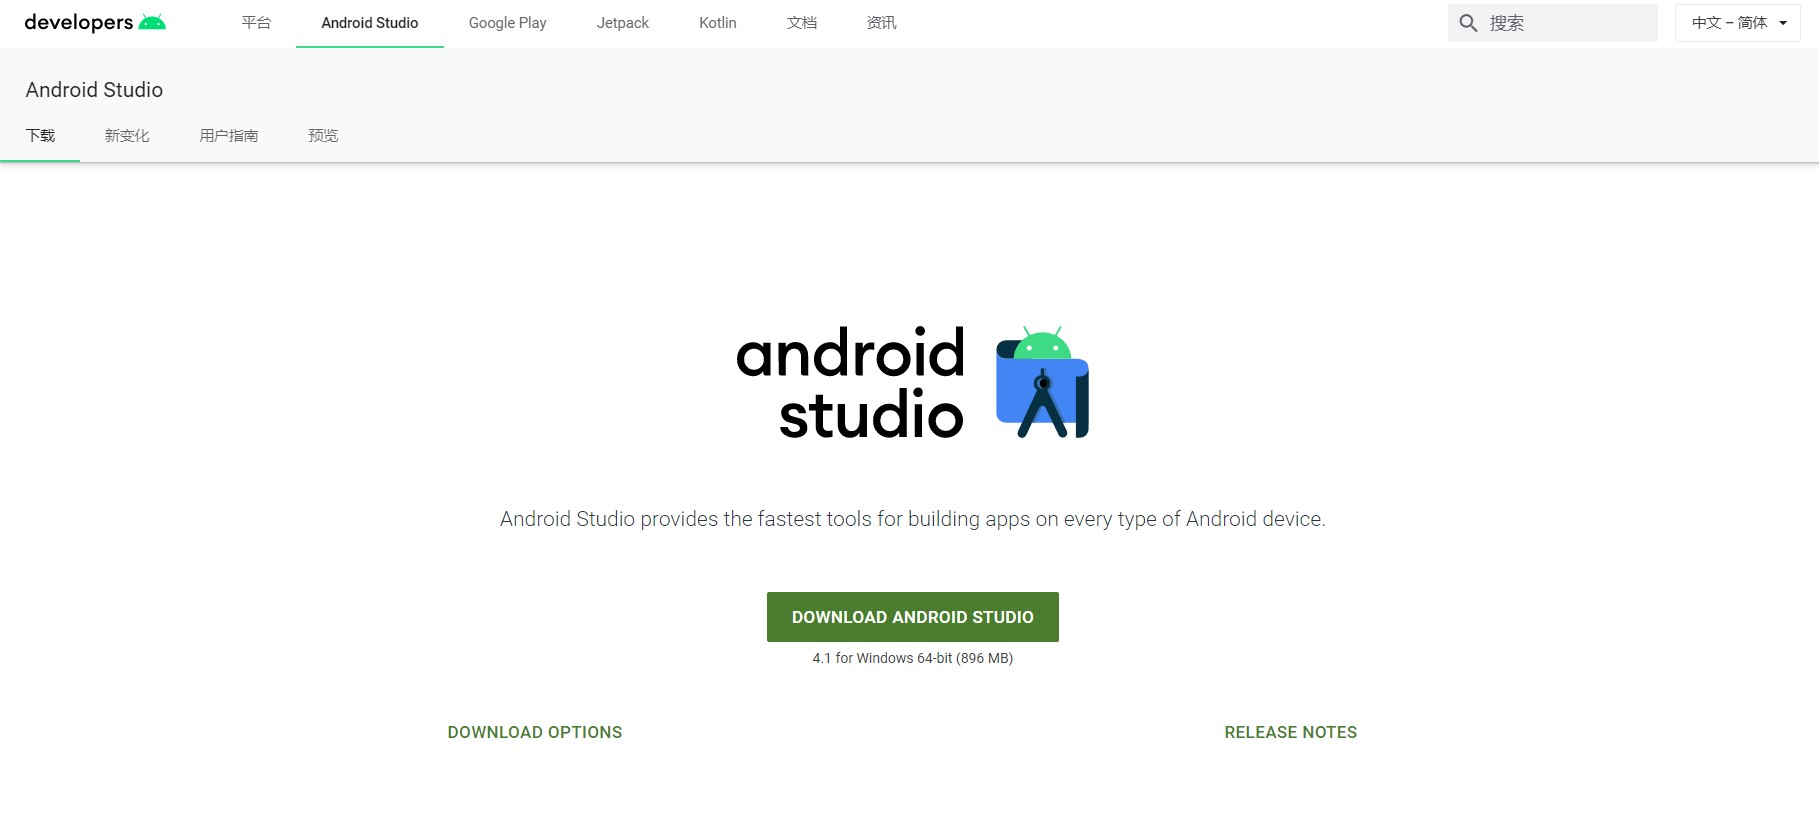 developers 平台 Android Studio Google Play Jetpack Kotlin 文档 资讯 搜索 中文 – 简体
Android Studio
下载 新变化 用户指南 预览
android
studio
Android Studio provides the fastest tools for building apps on every type of Android device.
DOWNLOAD ANDROID STUDIO
4.1 for Windows 64-bit (896 MB)
DOWNLOAD OPTIONS RELEASE NOTES